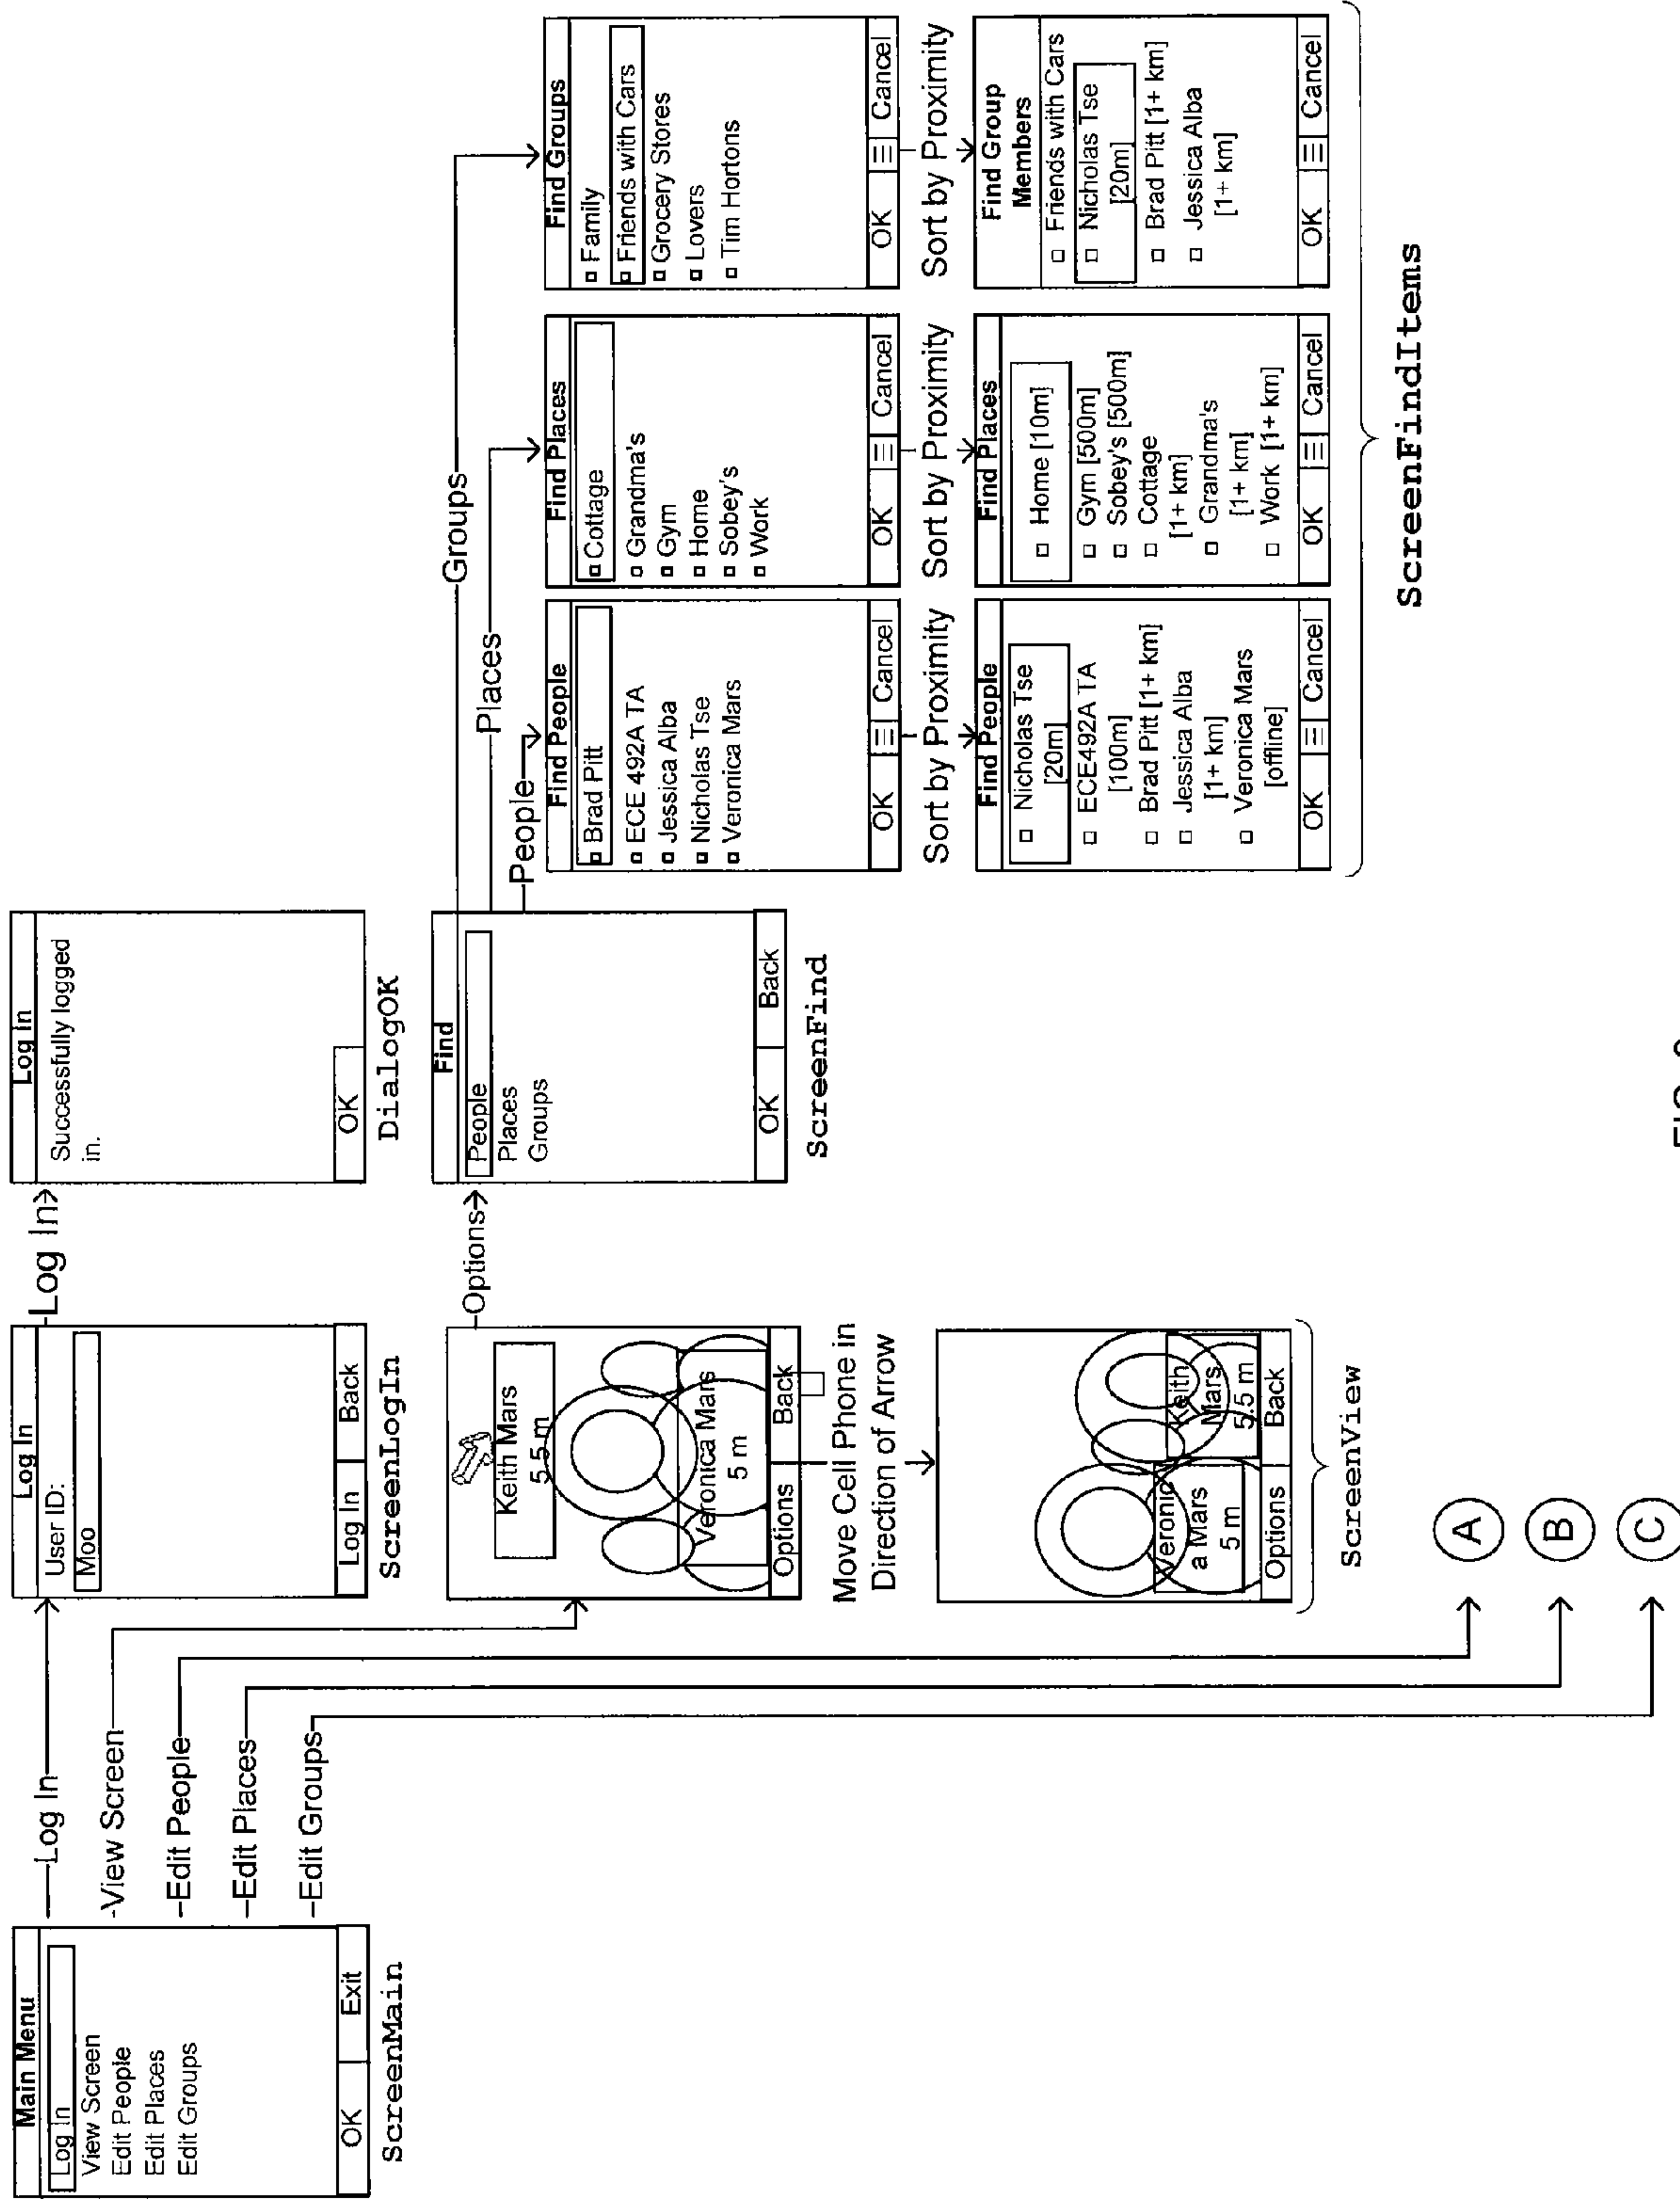 Main Menu
Log In
View Screen
Edit People
Edit Places
Edit Groups
OK
Exit
ScreenMain
Log In
View Screen
Edit People
Edit Places
Edit Groups
Log In
User ID:
Moo
Log In
Back
ScreenLogIn
Log In
Log In
Successfully logged
in.
OK
DialogOK
Keith Mars
5.5 m
Veronica Mars
5 m
Options
Back
Move Cell Phone in
Direction of Arrow
Veronic
a Mars
5 m
Keith
Mars
5.5 m
Options
Back
ScreenView
Options
Find
People
Places
Groups
OK
Back
ScreenFind
People
Places
Groups
Find People
Brad Pitt
ECE 492A TA
Jessica Alba
Nicholas Tse
Veronica Mars
OK
Cancel
Sort by Proximity
Find People
Nicholas Tse
[20m]
ECE492A TA
[100m]
Brad Pitt [1+ km]
Jessica Alba
[1+ km]
Veronica Mars
[offline]
OK
Cancel
Find Places
Cottage
Grandma's
Gym
Home
Sobey's
Work
OK
Cancel
Sort by Proximity
Find Places
Home [10m]
Gym [500m]
Sobey's [500m]
Cottage
[1+ km]
Grandma's
[1+ km]
Work [1+ km]
OK
Cancel
Find Groups
Family
Friends with Cars
Grocery Stores
Lovers
Tim Hortons
OK
Cancel
Sort by Proximity
Find Group
Members
Friends with Cars
Nicholas Tse
[20m]
Brad Pitt [1+ km]
Jessica Alba
[1+ km]
OK
Cancel
ScreenFindItems
A
B
C